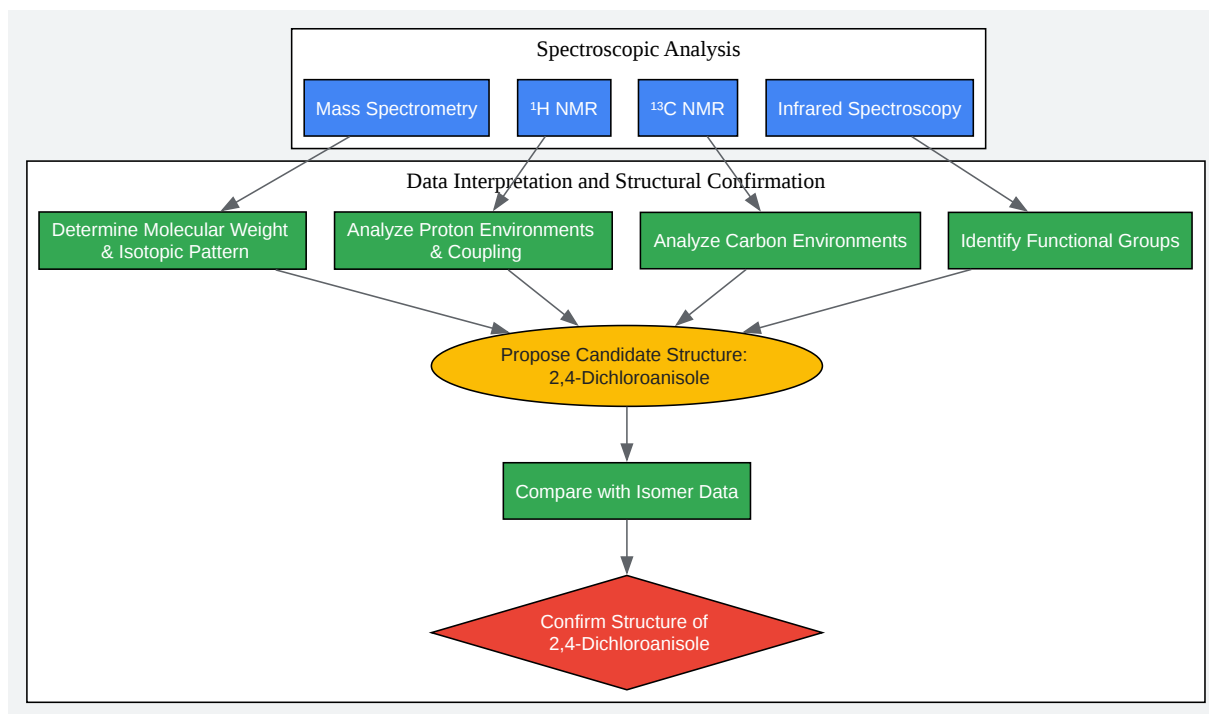 Spectroscopic Analysis
Mass Spectrometry
¹H NMR
¹³C NMR
Infrared Spectroscopy
Data Interpretation and Structural Confirmation
Determine Molecular Weight
& Isotopic Pattern
Analyze Proton Environments
& Coupling
Analyze Carbon Environments
Identify Functional Groups
Propose Candidate Structure:
2,4-Dichloroanisole
Compare with Isomer Data
Confirm Structure of
2,4-Dichloroanisole